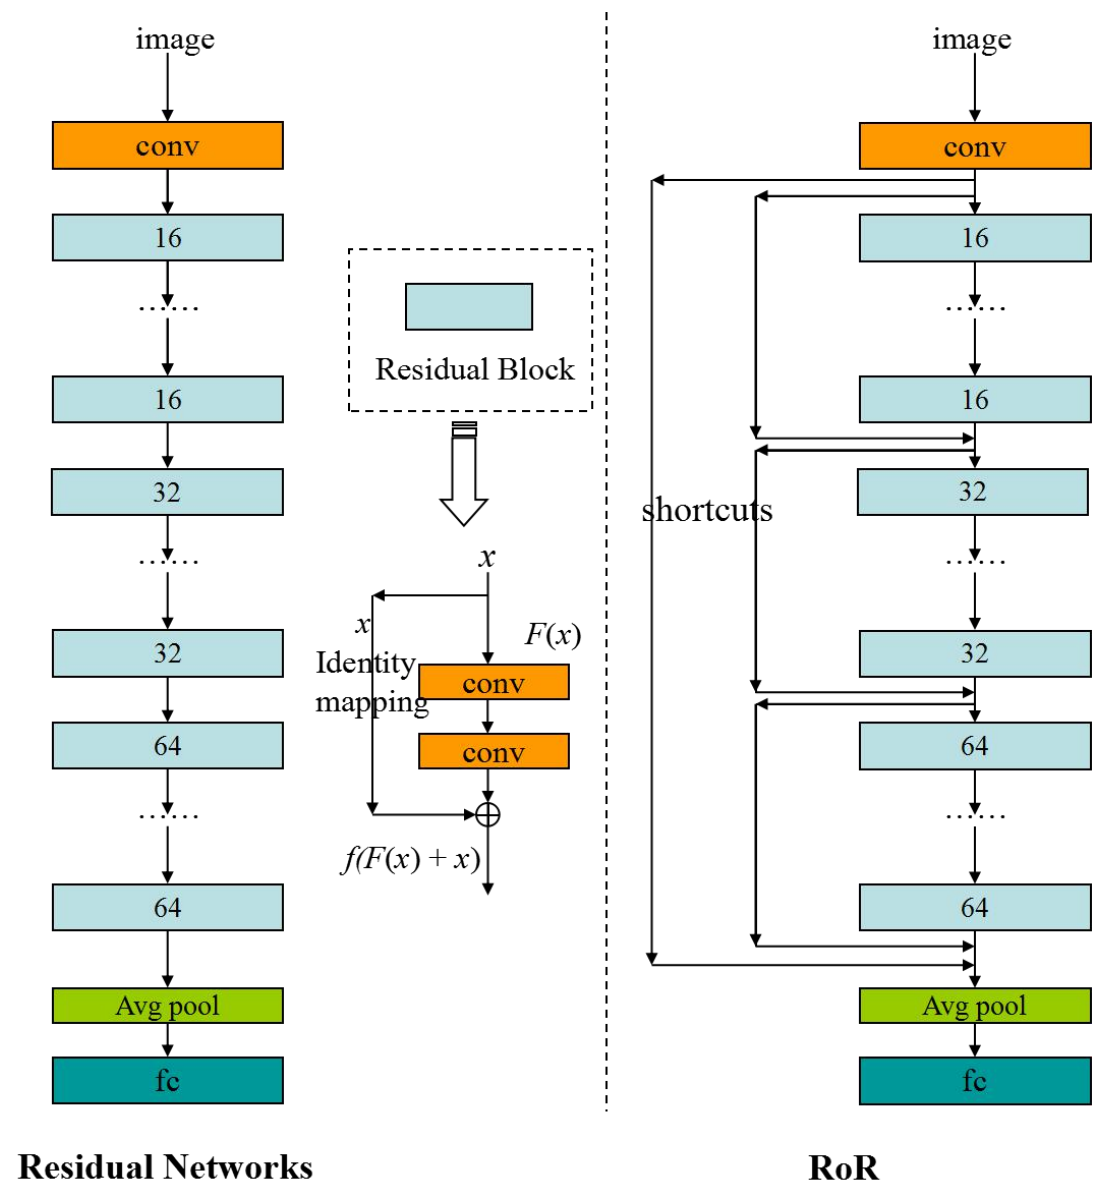 image
conv
16
......
16
32
......
32
64
......
64
Avg pool
fc
Residual Networks
Residual Block
x
x
F(x)
Identity
mapping
conv
conv
f(F(x) + x)
image
conv
16
......
16
shortcuts
32
......
32
64
......
64
Avg pool
fc
RoR